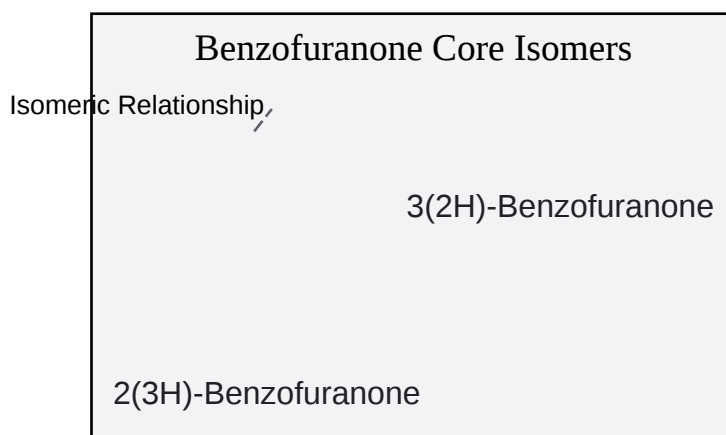 Benzofuranone Core Isomers
Isomeric Relationship
3(2H)-Benzofuranone
2(3H)-Benzofuranone